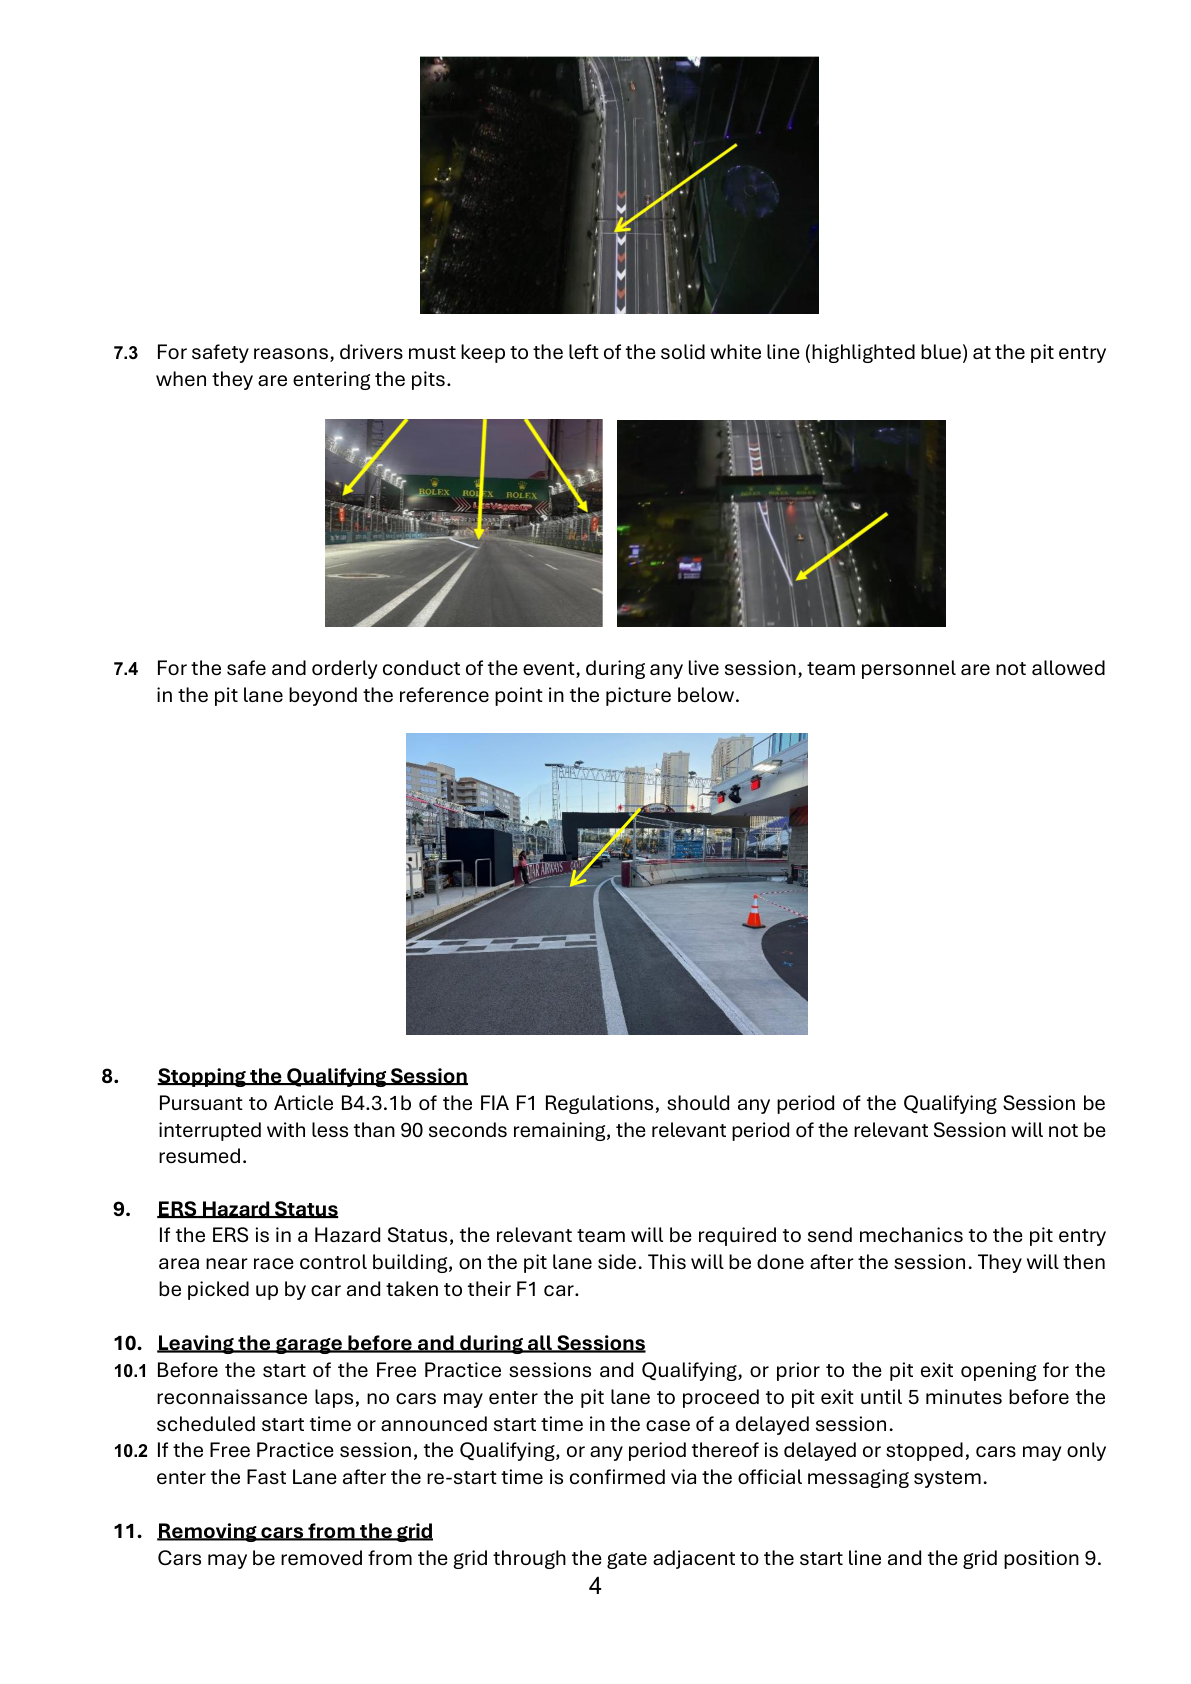 7.3 For safety reasons, drivers must keep to the left of the solid white line (highlighted blue) at the pit entry
when they are entering the pits.
ROLEX ROLEX ROLEX
7.4 For the safe and orderly conduct of the event, during any live session, team personnel are not allowed
in the pit lane beyond the reference point in the picture below.
8. Stopping the Qualifying Session
Pursuant to Article B4.3.1b of the FIA F1 Regulations, should any period of the Qualifying Session be
interrupted with less than 90 seconds remaining, the relevant period of the relevant Session will not be
resumed.
9. ERS Hazard Status
If the ERS is in a Hazard Status, the relevant team will be required to send mechanics to the pit entry
area near race control building, on the pit lane side. This will be done after the session. They will then
be picked up by car and taken to their F1 car.
10. Leaving the garage before and during all Sessions
10.1 Before the start of the Free Practice sessions and Qualifying, or prior to the pit exit opening for the
reconnaissance laps, no cars may enter the pit lane to proceed to pit exit until 5 minutes before the
scheduled start time or announced start time in the case of a delayed session.
10.2 If the Free Practice session, the Qualifying, or any period thereof is delayed or stopped, cars may only
enter the Fast Lane after the re-start time is confirmed via the official messaging system.
11. Removing cars from the grid
Cars may be removed from the grid through the gate adjacent to the start line and the grid position 9.
4